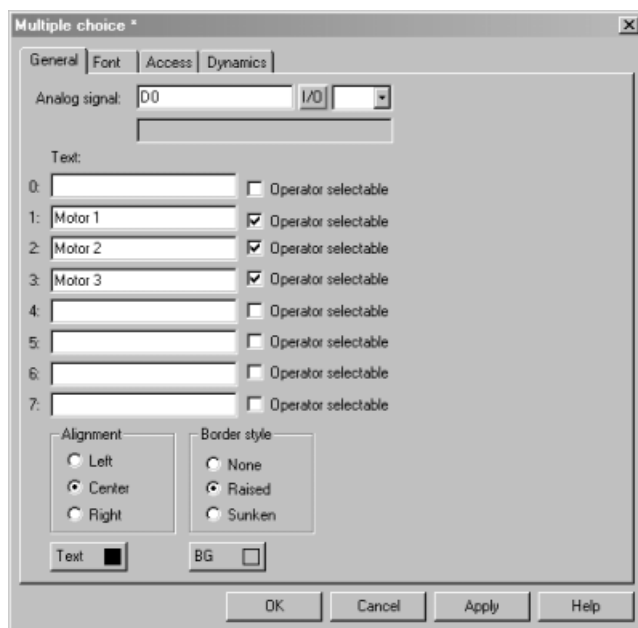 Multiple choice *
General Font Access Dynamics
Analog signal: D0 I/O
Text:
0: Operator selectable
1: Motor 1 Operator selectable
2: Motor 2 Operator selectable
3: Motor 3 Operator selectable
4: Operator selectable
5: Operator selectable
6: Operator selectable
7: Operator selectable
Alignment Border style
Left None
Center Raised
Right Sunken
Text BG
OK Cancel Apply Help